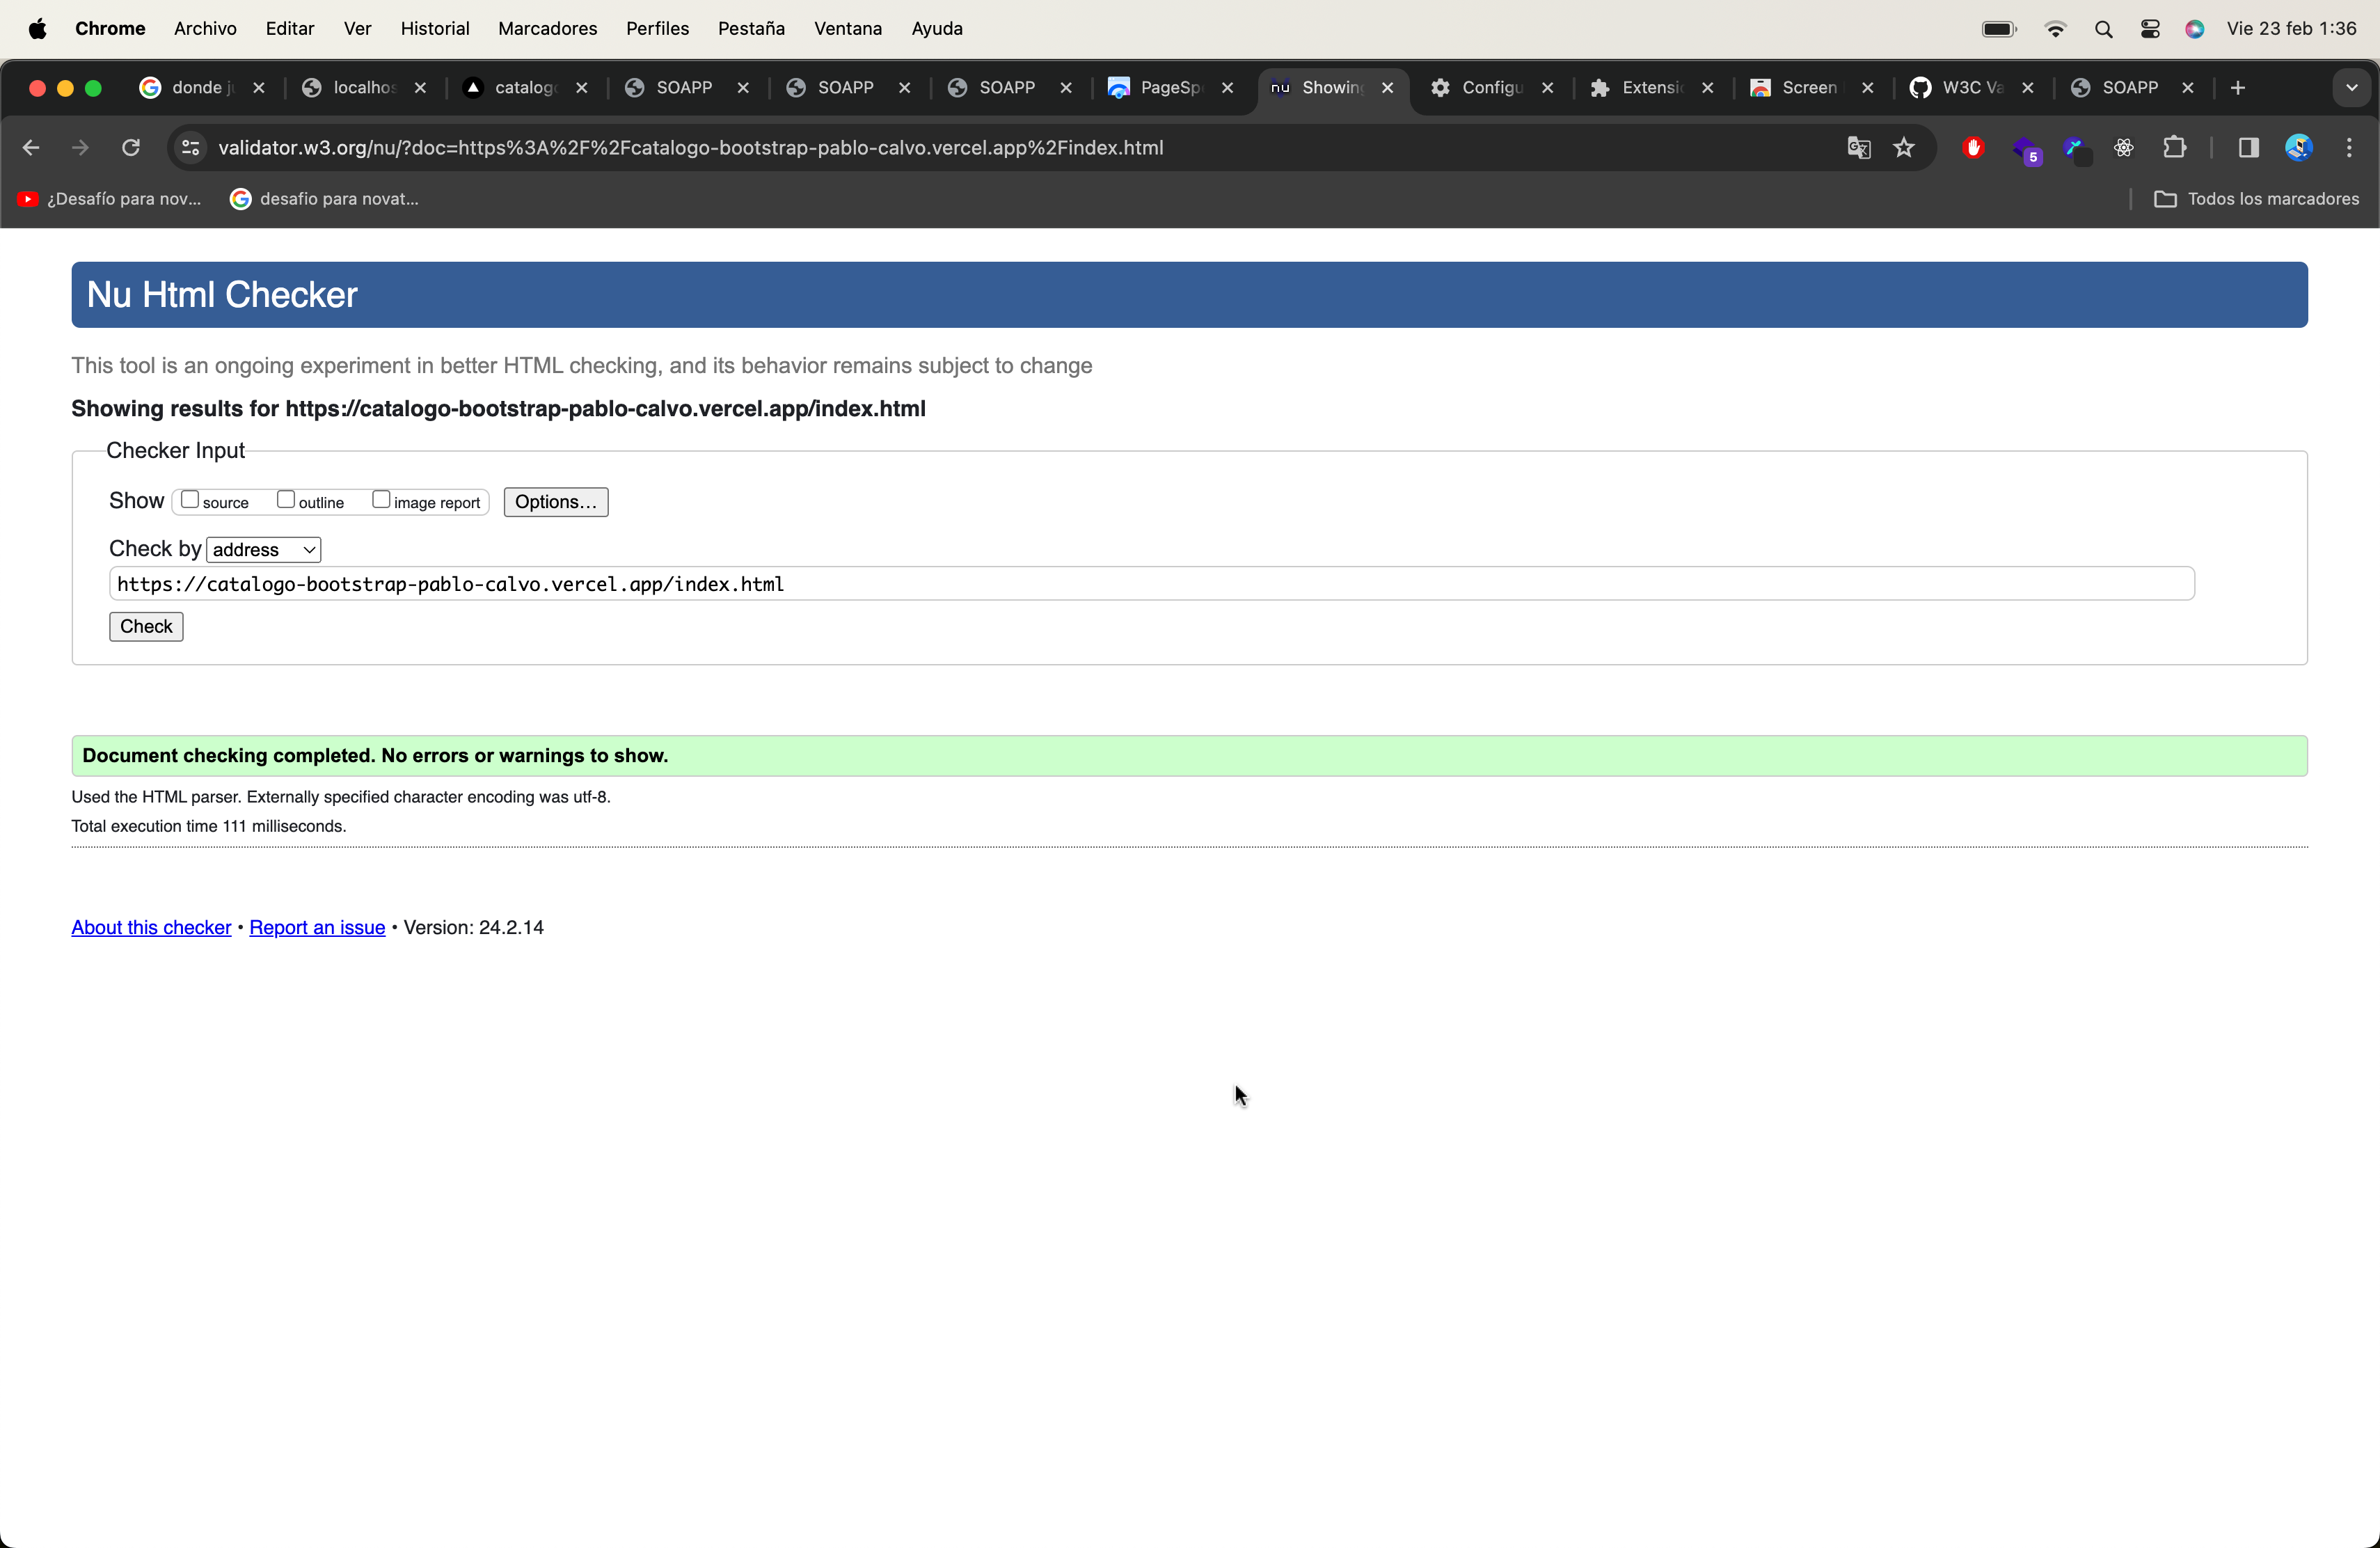 Chrome Archivo Editar Ver Historial Marcadores Perfiles Pestaña Ventana Ayuda Vie 23 feb 1:36
donde localhos catalog SOAPP SOAPP SOAPP PageSp nu Showin Configu Extensi Screen W3C Va SOAPP
validator.w3.org/nu/?doc=https%3A%2F%2Fcatalogo-bootstrap-pablo-calvo.vercel.app%2Findex.html 5
¿Desafío para nov... desafio para novat... Todos los marcadores
Nu Html Checker
This tool is an ongoing experiment in better HTML checking, and its behavior remains subject to change
Showing results for https://catalogo-bootstrap-pablo-calvo.vercel.app/index.html
Checker Input
Show source outline image report Options...
Check by address
https://catalogo-bootstrap-pablo-calvo.vercel.app/index.html
Check
Document checking completed. No errors or warnings to show.
Used the HTML parser. Externally specified character encoding was utf-8.
Total execution time 111 milliseconds.
About this checker • Report an issue • Version: 24.2.14